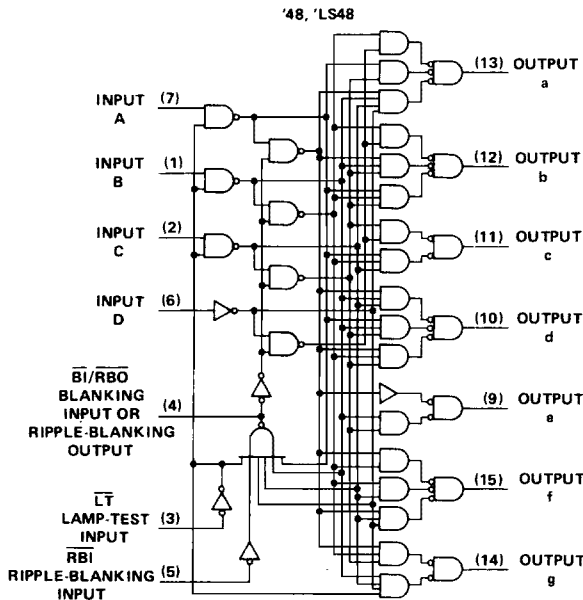 '48, 'LS48
INPUT
A
(7)
INPUT
B
(1)
INPUT
C
(2)
INPUT
D
(6)
BI/RBO
BLANKING
INPUT OR
RIPPLE-BLANKING
OUTPUT
(4)
LT
LAMP-TEST
INPUT
(3)
RBI
RIPPLE-BLANKING
INPUT
(5)
(13) OUTPUT
a
(12) OUTPUT
b
(11) OUTPUT
c
(10) OUTPUT
d
(9) OUTPUT
e
(15) OUTPUT
f
(14) OUTPUT
g